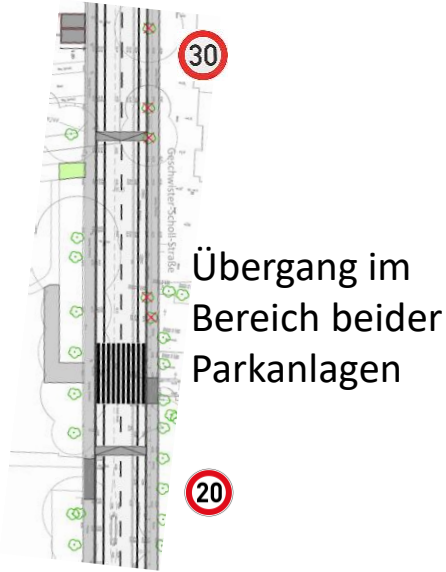 30
Geschwister-Scholl-Straße
Übergang im
Bereich beider
Parkanlagen
20